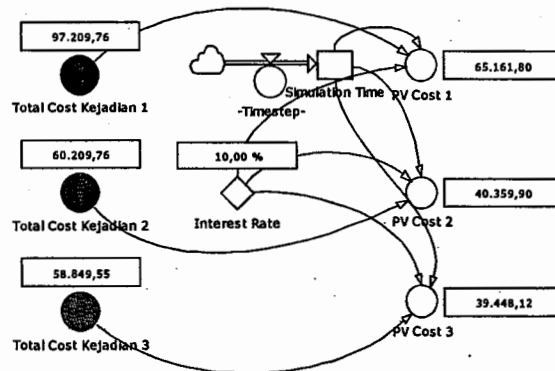 97.209,76
Total Cost Kejadian 1
Simulation Time
-Timestep-
65.161,80
PV Cost 1
60.209,76
Total Cost Kejadian 2
10,00 %
Interest Rate
40.359,90
PV Cost 2
58.849,55
Total Cost Kejadian 3
39.448,12
PV Cost 3